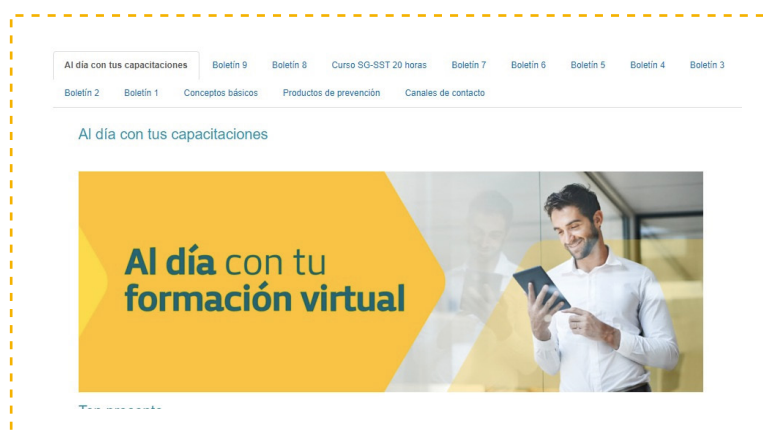 Al día con tus capacitaciones Boletín 9 Boletín 8 Curso SG-SST 20 horas Boletín 7 Boletín 6 Boletín 5 Boletín 4 Boletín 3
Boletín 2 Boletín 1 Conceptos básicos Productos de prevención Canales de contacto
Al día con tus capacitaciones
Al día con tu
formación virtual